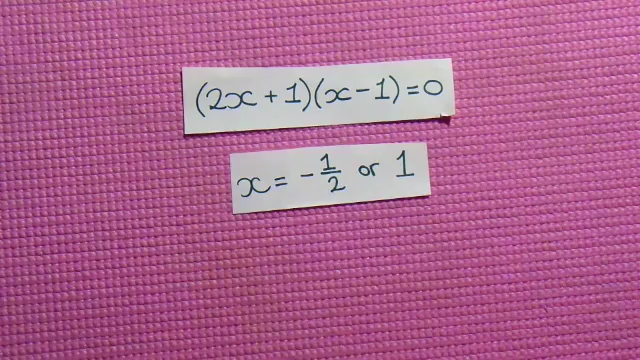 (2x+1)(x-1)=0
x = -1/2 or 1